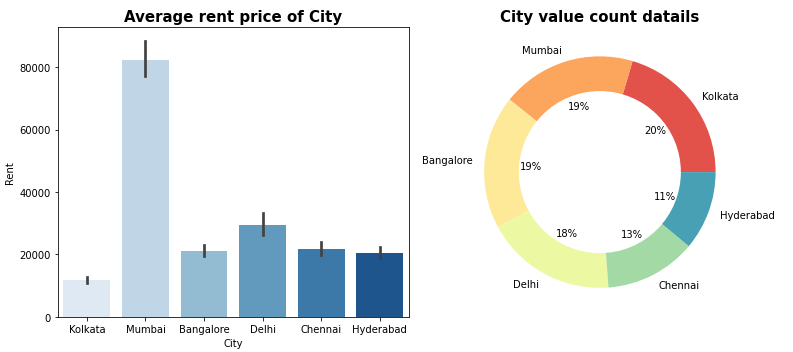 Average rent price of City
80000
60000
40000
20000
0
Rent
Kolkata Mumbai Bangalore Delhi Chennai Hyderabad
City
City value count datails
Mumbai
Kolkata
19%
20%
Bangalore
19%
11%
Hyderabad
18%
13%
Delhi
Chennai